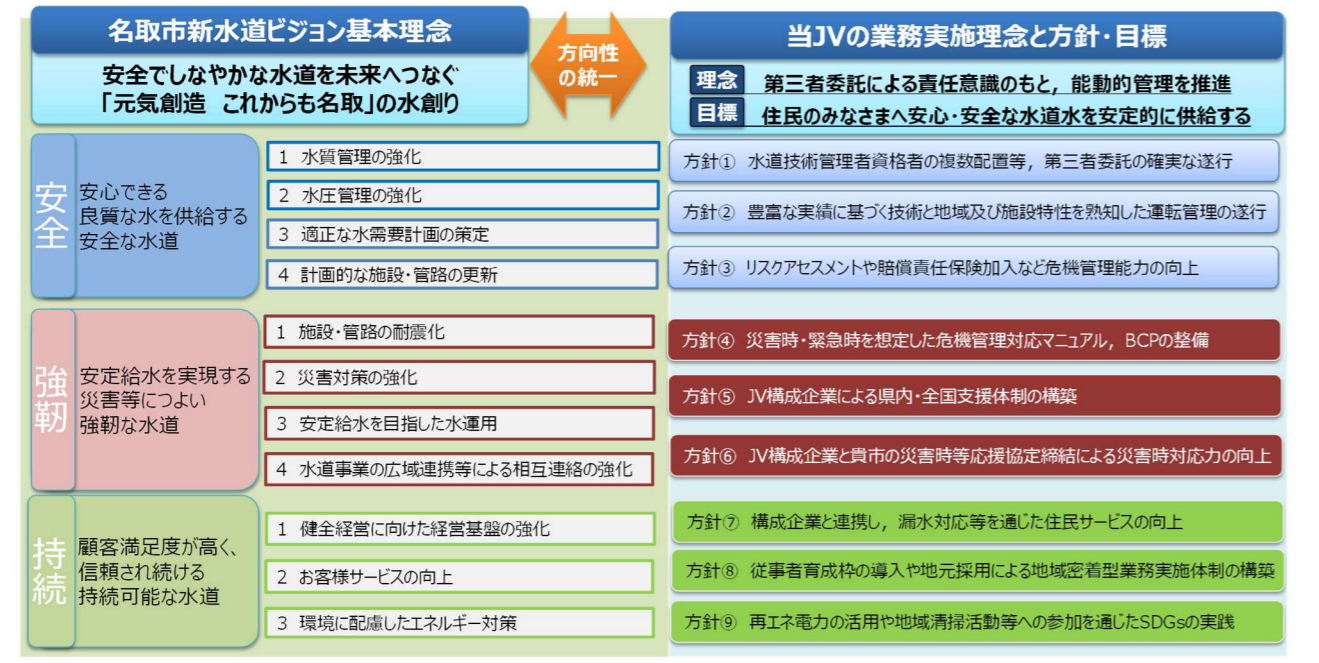 名取市新水道ビジョン基本理念
安全でしなやかな水道を未来へつなぐ
「元気創造　これからも名取」の水創り
方向性
の統一
当JVの業務実施理念と方針・目標
理念　第三者委託による責任意識のもと，能動的管理を推進
目標　住民のみなさまへ安心・安全な水道水を安定的に供給する
安全
安心できる
良質な水を供給する
安全な水道
1 水質管理の強化
2 水圧管理の強化
3 適正な水需要計画の策定
4 計画的な施設・管路の更新
方針① 水道技術管理者資格者の複数配置等，第三者委託の確実な遂行
方針② 豊富な実績に基づく技術と地域及び施設特性を熟知した運転管理の遂行
方針③ リスクアセスメントや賠償責任保険加入など危機管理能力の向上
強靭
安定給水を実現する
災害等につよい
強靭な水道
1 施設・管路の耐震化
2 災害対策の強化
3 安定給水を目指した水運用
4 水道事業の広域連携等による相互連絡の強化
方針④ 災害時・緊急時を想定した危機管理対応マニュアル，BCPの整備
方針⑤ JV構成企業による県内・全国支援体制の構築
方針⑥ JV構成企業と貴市の災害時等応援協定締結による災害時対応力の向上
持続
顧客満足度が高く、
信頼され続ける
持続可能な水道
1 健全経営に向けた経営基盤の強化
2 お客様サービスの向上
3 環境に配慮したエネルギー対策
方針⑦ 構成企業と連携し，漏水対応等を通じた住民サービスの向上
方針⑧ 従事者育成枠の導入や地元採用による地域密着型業務実施体制の構築
方針⑨ 再エネ電力の活用や地域清掃活動等への参加を通じたSDGsの実践